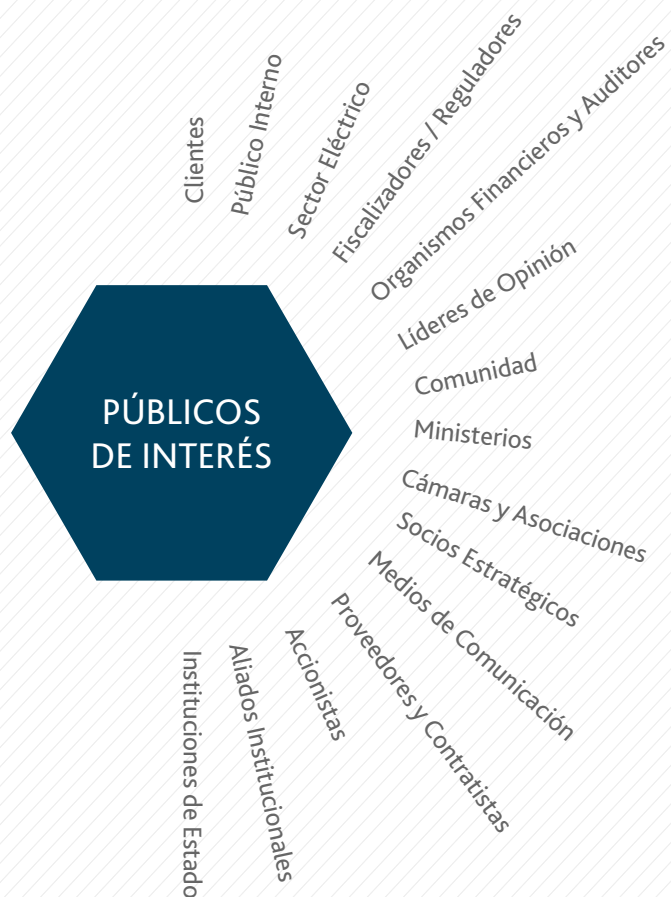 Clientes
Público Interno
Sector Eléctrico
Fiscalizadores / Reguladores
Organismos Financieros y Auditores
Líderes de Opinión
Comunidad
Ministerios
Cámaras y Asociaciones
Socios Estratégicos
Medios de Comunicación
Proveedores y Contratistas
Accionistas
Aliados Institucionales
Instituciones de Estado
PÚBLICOS
DE INTERÉS